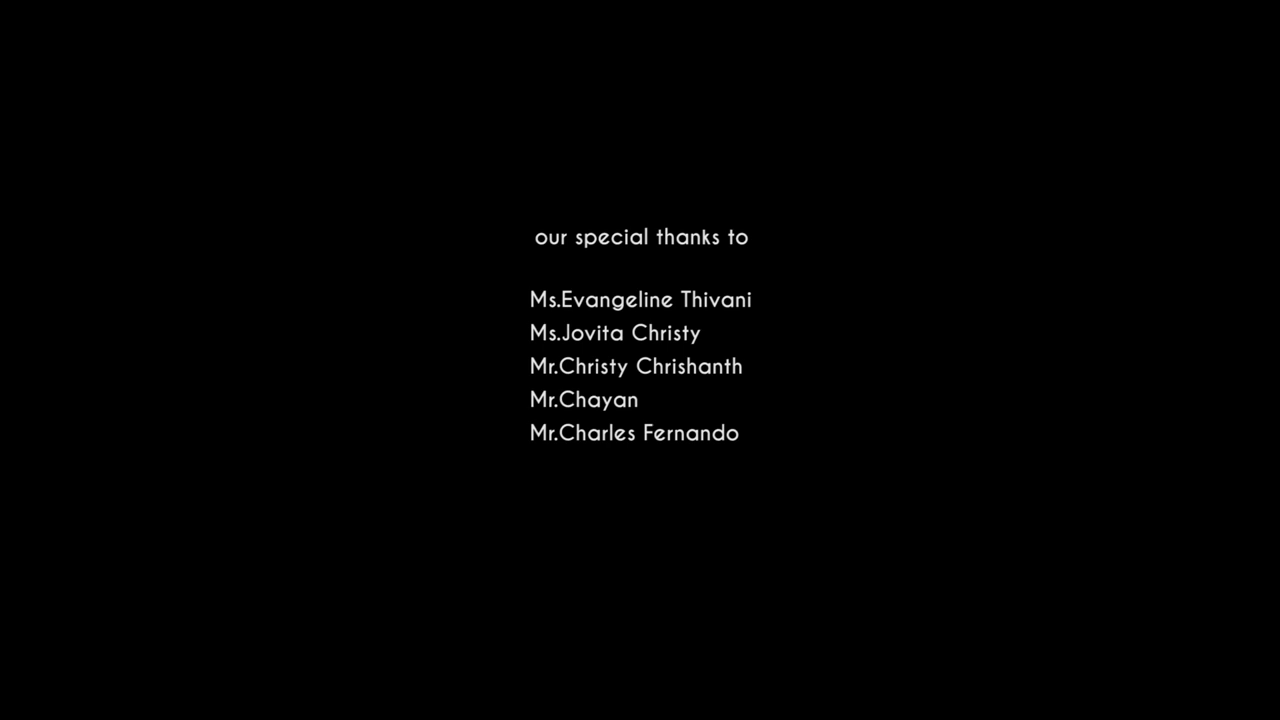 our special thanks to
Ms.Evangeline Thivani
Ms.Jovita Christy
Mr.Christy Chrishanth
Mr.Chayan
Mr.Charles Fernando